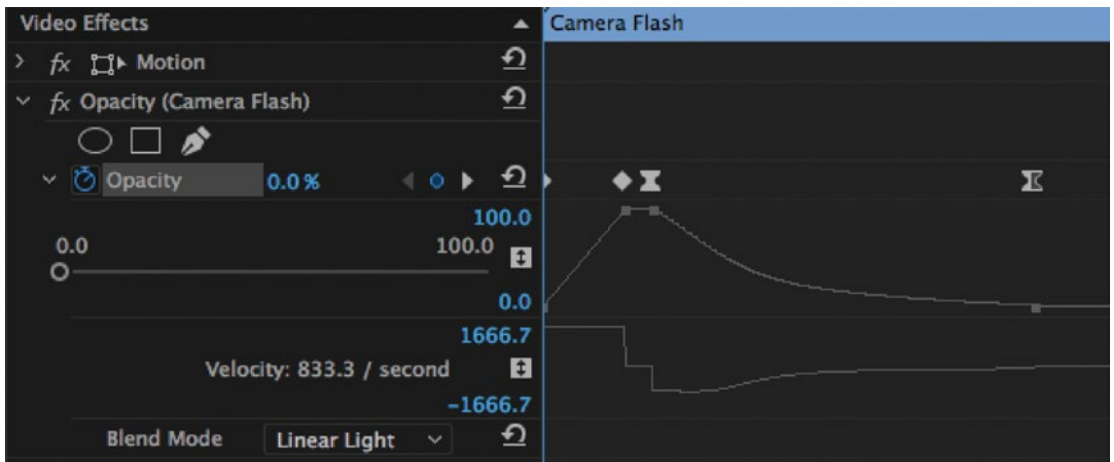 Video Effects
Camera Flash
fx Motion
fx Opacity (Camera Flash)
Opacity 0.0 %
100.0
0.0 100.0
0.0
1666.7
Velocity: 833.3 / second
-1666.7
Blend Mode Linear Light